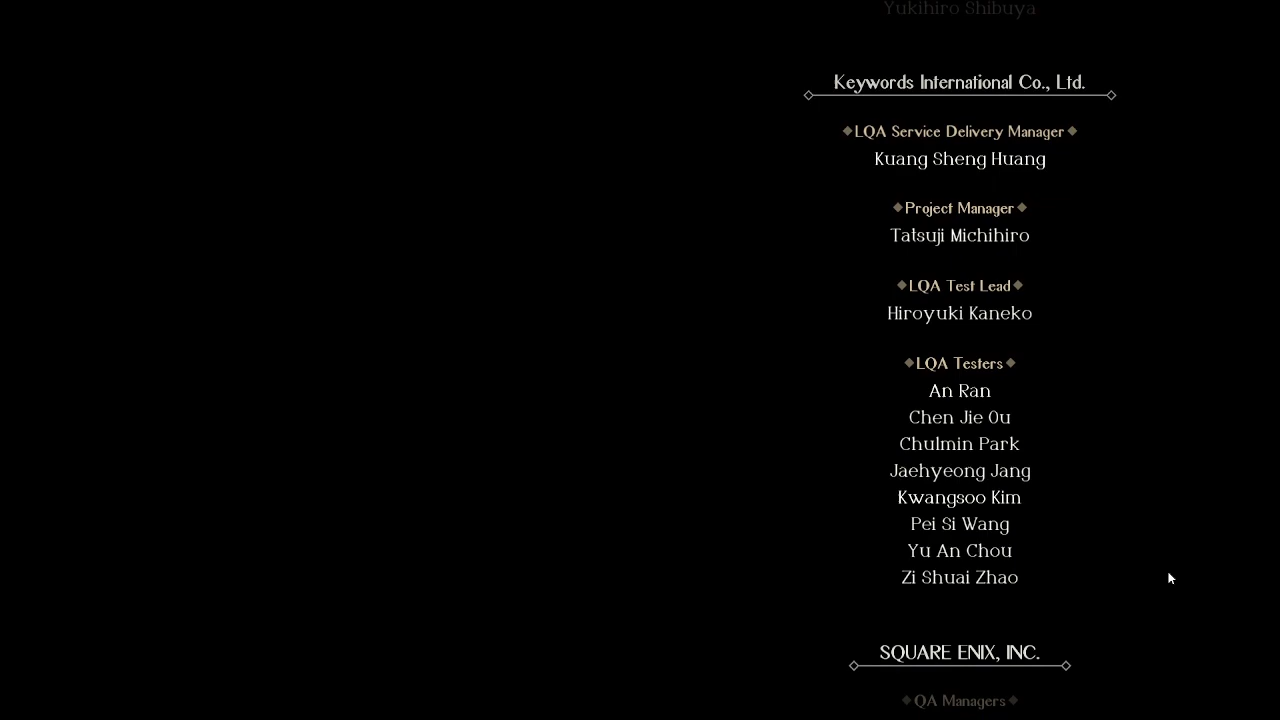 Yukihiro Shibuya
Keywords International Co., Ltd.
LQA Service Delivery Manager
Kuang Sheng Huang
Project Manager
Tatsuji Michihiro
LQA Test Lead
Hiroyuki Kaneko
LQA Testers
An Ran
Chen Jie Ou
Chulmin Park
Jaehyeong Jang
Kwangsoo Kim
Pei Si Wang
Yu An Chou
Zi Shuai Zhao
SQUARE ENIX, INC.
QA Managers